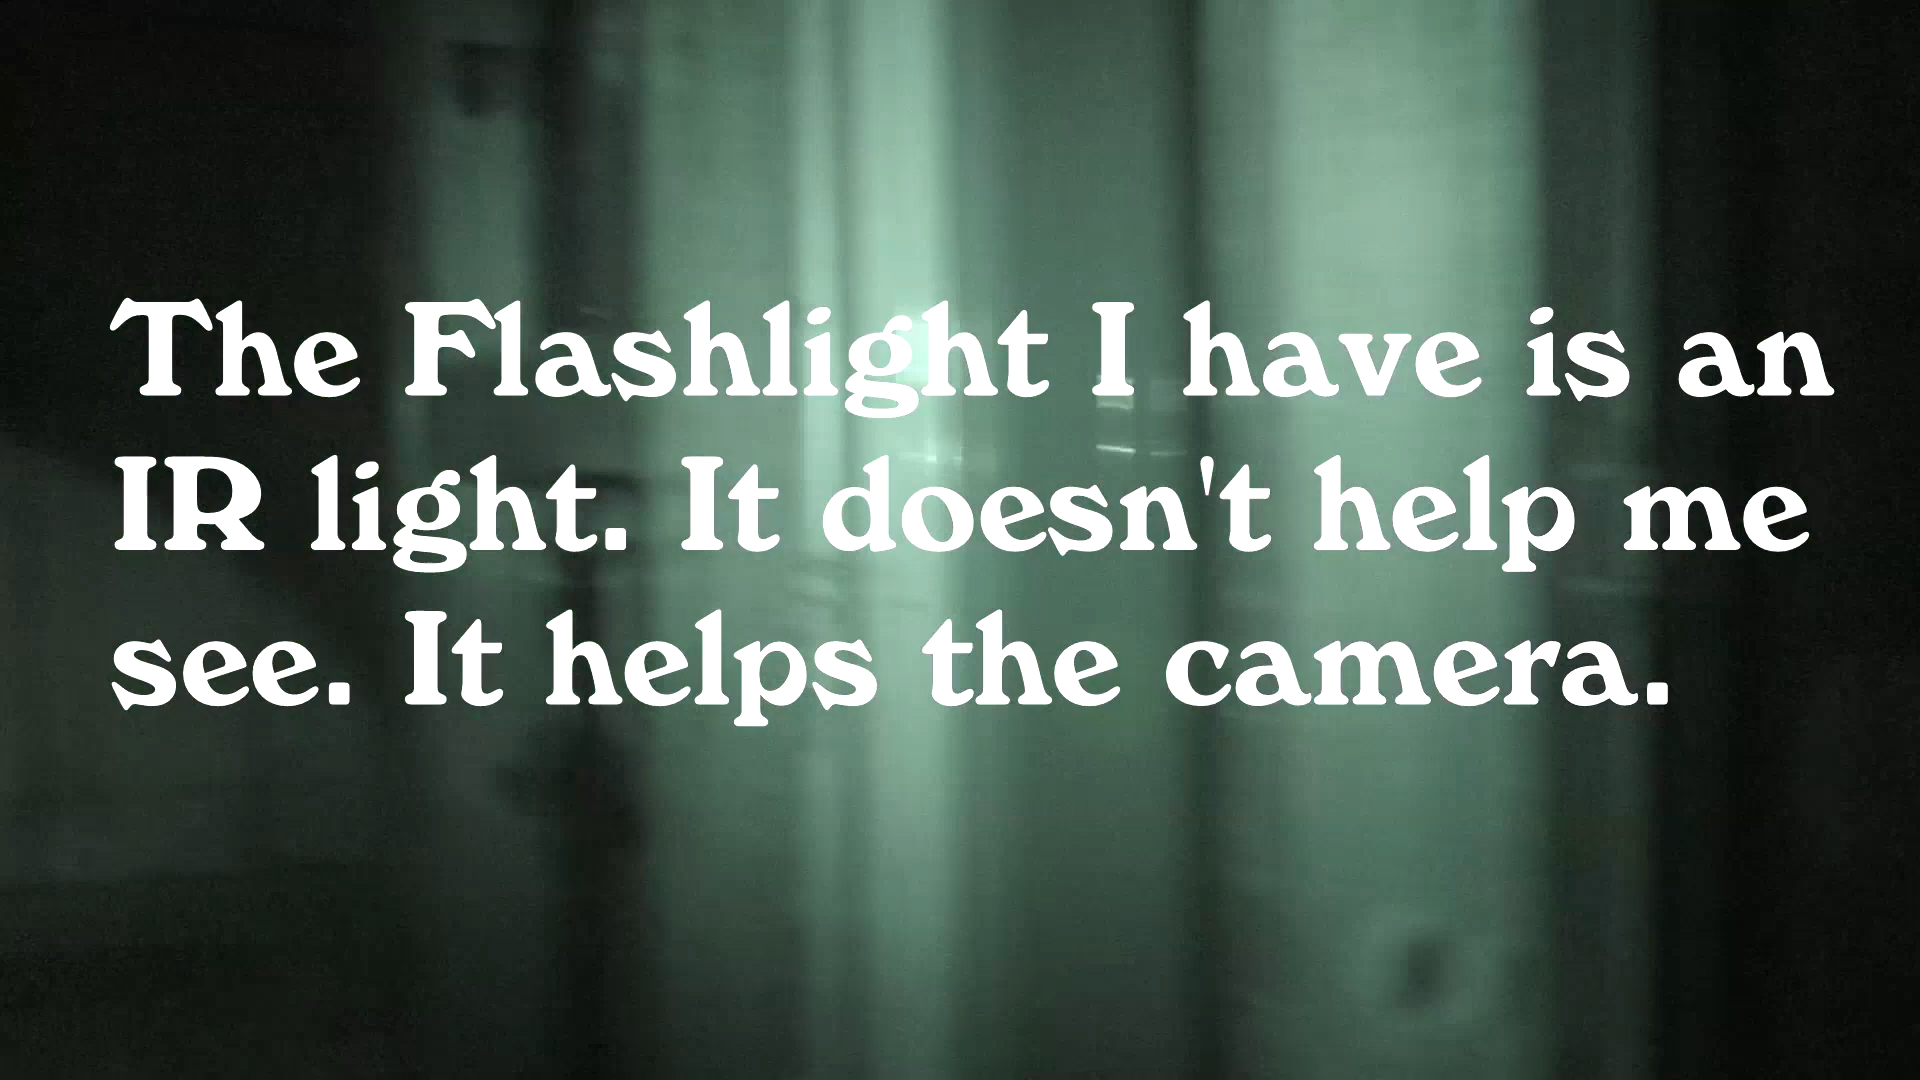 The Flashlight I have is an
IR light. It doesn't help me
see. It helps the camera.